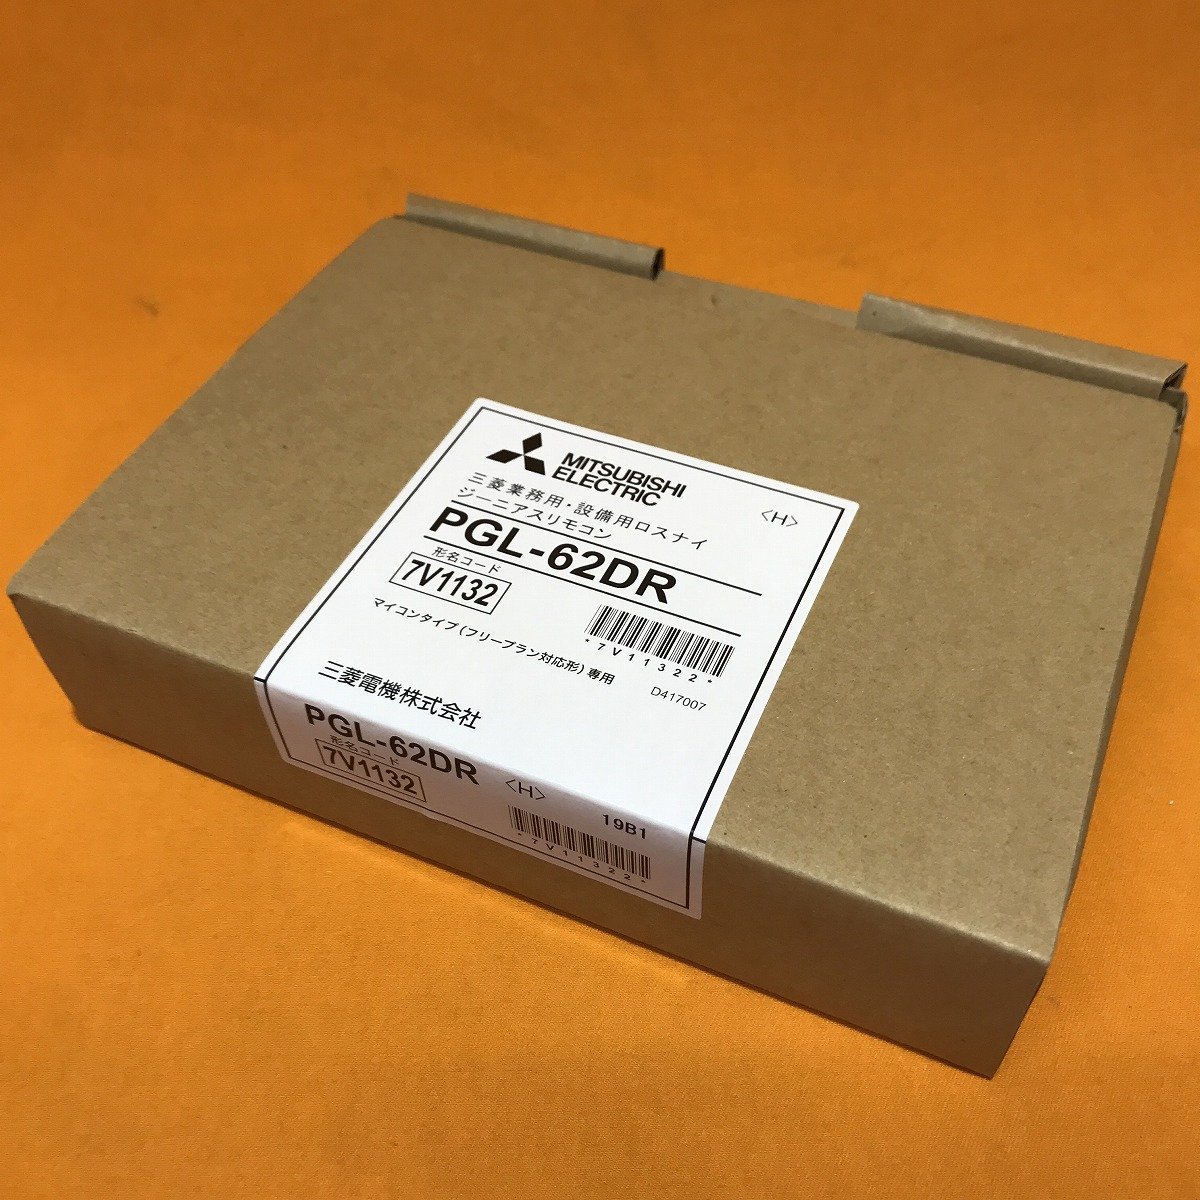 MITSUBISHI
ELECTRIC
〈H〉
三菱業務用・設備用ロスナイ
ジーニアスリモコン
PGL-62DR
形名コード
7V1132
*7V11322*
マイコンタイプ(フリープラン対応形)専用
D417007
三菱電機株式会社
PGL-62DR
〈H〉
形名コード
7V1132
19B1
*7V11322*